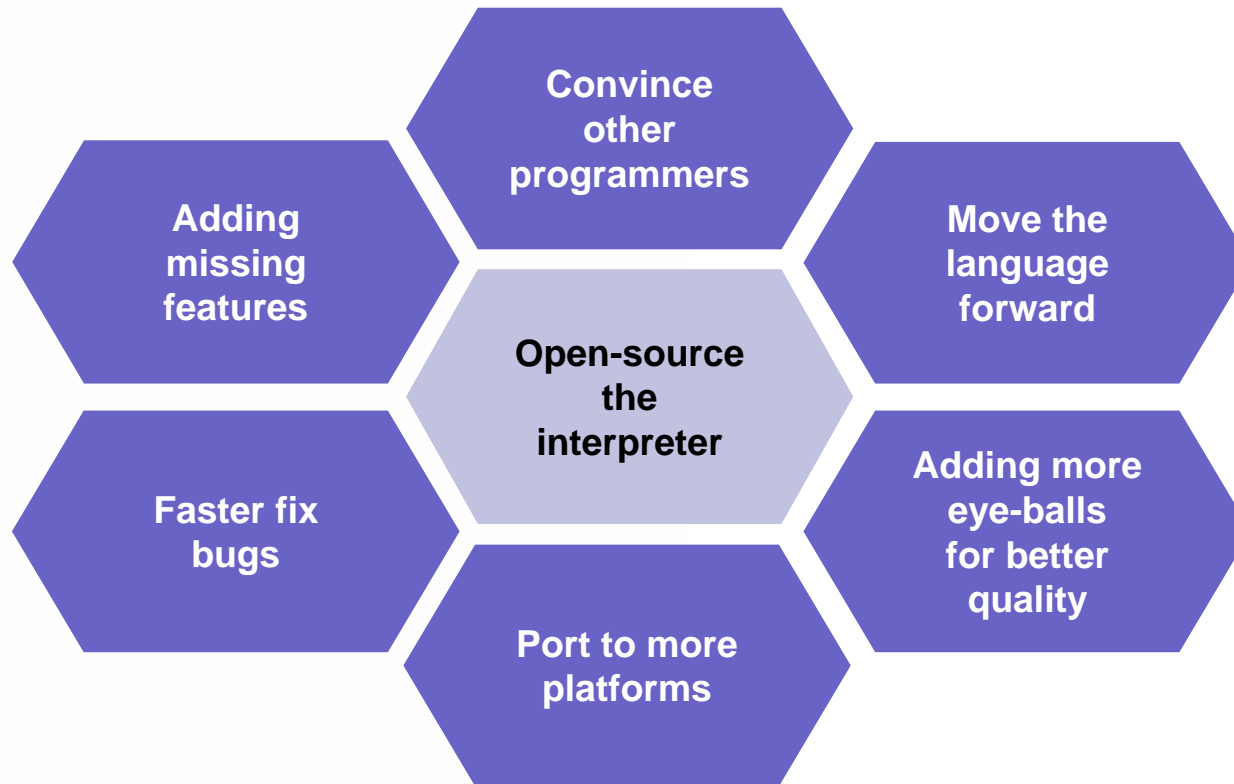 Convince
other
programmers
Adding
missing
features
Move the
language
forward
Open-source
the
interpreter
Faster fix
bugs
Adding more
eye-balls
for better
quality
Port to more
platforms